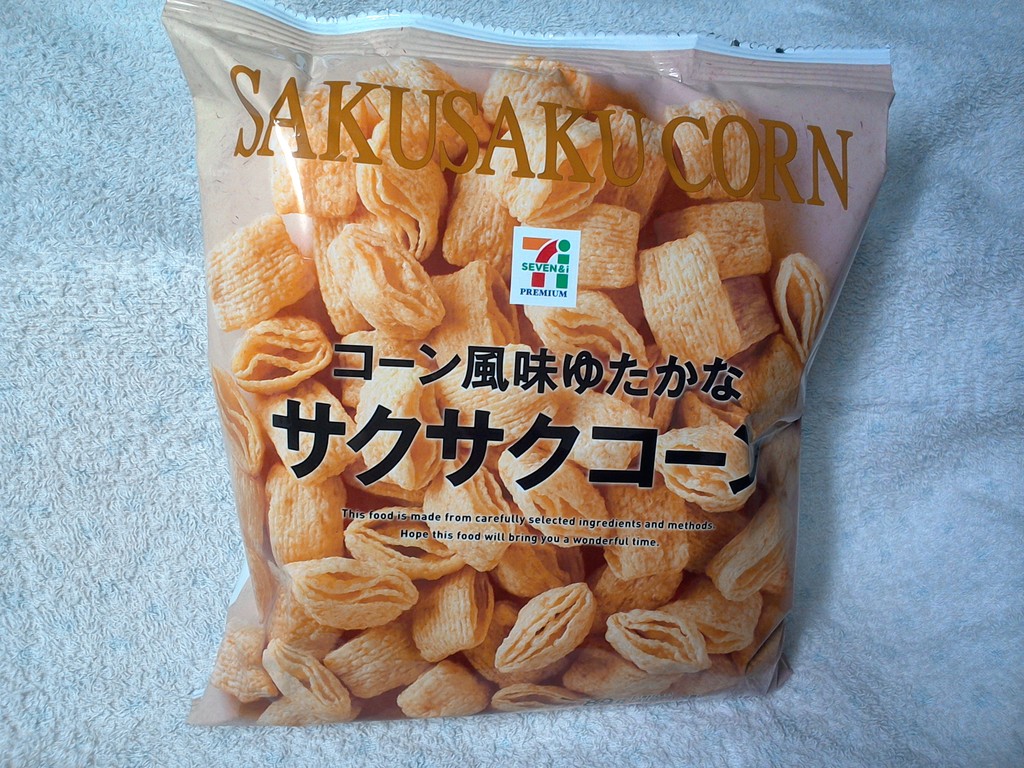 SAKUSAKU CORN
7i
SEVEN&i
PREMIUM
コーン風味ゆたかな
サクサクコーン
This food is made from carefully selected ingredients and methods.
Hope this food will bring you a wonderful time.